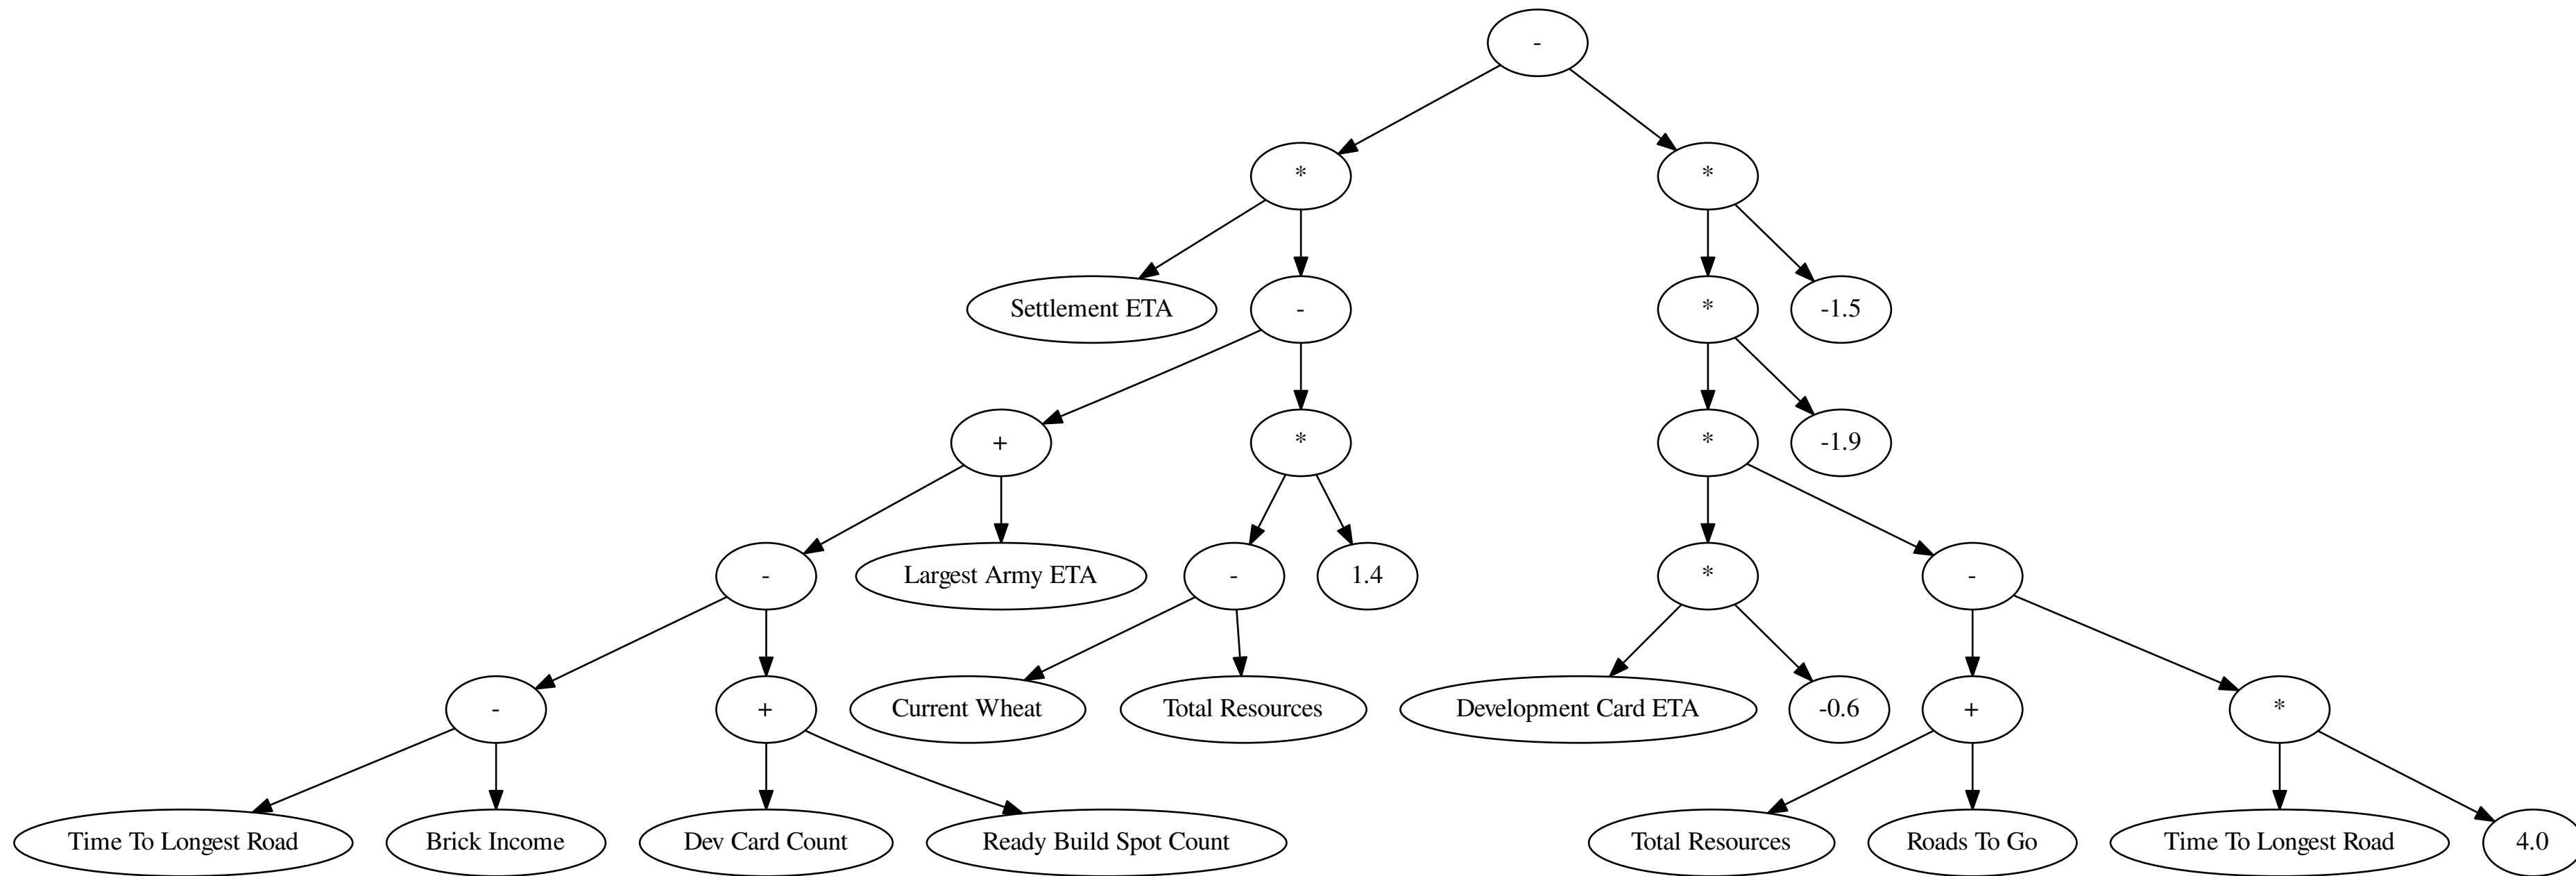 -
* *
Settlement ETA - * -1.5
+ * * -1.9
- Largest Army ETA - 1.4 * -
- + Current Wheat Total Resources Development Card ETA -0.6 + *
Time To Longest Road Brick Income Dev Card Count Ready Build Spot Count Total Resources Roads To Go Time To Longest Road 4.0